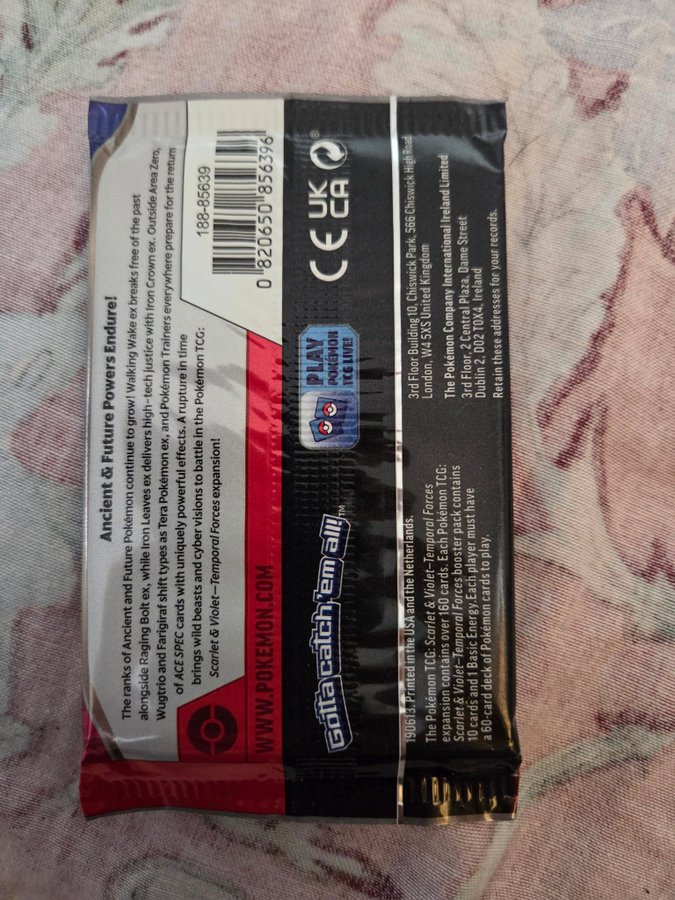 Ancient & Future Powers Endure!
The ranks of Ancient and Future Pokémon continue to grow! Walking Wake ex breaks free of the past
alongside Raging Bolt ex, while Iron Leaves ex delivers high-tech justice with Iron Crown ex. Outside Area Zero,
Wugtrio and Farigiraf shift types as Tera Pokémon ex, and Pokémon Trainers everywhere prepare for the return
of ACE SPEC cards with uniquely powerful effects. A rupture in time
brings wild beasts and cyber visions to battle in the Pokémon TCG:
Scarlet & Violet—Temporal Forces expansion!
188-85639
0 820650 856396
WWW.POKEMON.COM
Gotta catch 'em all!™
PLAY
POKÉMON
TCG LIVE!
CE UK
CA
®
190613. Printed in the USA and the Netherlands.
The Pokémon TCG: Scarlet & Violet—Temporal Forces
expansion contains over 160 cards. Each Pokémon TCG:
Scarlet & Violet—Temporal Forces booster pack contains
10 cards and 1 Basic Energy. Each player must have
a 60-card deck of Pokémon cards to play.
3rd Floor Building 10, Chiswick Park, 566 Chiswick High Road
London, W4 5XS United Kingdom
The Pokémon Company International Ireland Limited
3rd Floor, 2 Central Plaza, Dame Street
Dublin 2, D02 T0X4, Ireland
Retain these addresses for your records.